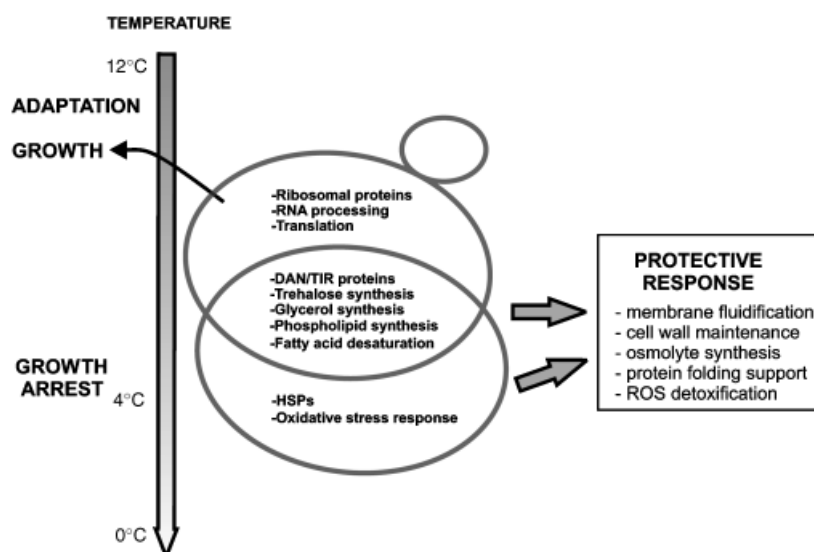 TEMPERATURE
12°C
ADAPTATION
GROWTH
-Ribosomal proteins
-RNA processing
-Translation
-DAN/TIR proteins
-Trehalose synthesis
-Glycerol synthesis
-Phospholipid synthesis
-Fatty acid desaturation
GROWTH
ARREST
4°C
-HSPs
-Oxidative stress response
0°C
PROTECTIVE
RESPONSE
- membrane fluidification
- cell wall maintenance
- osmolyte synthesis
- protein folding support
- ROS detoxification